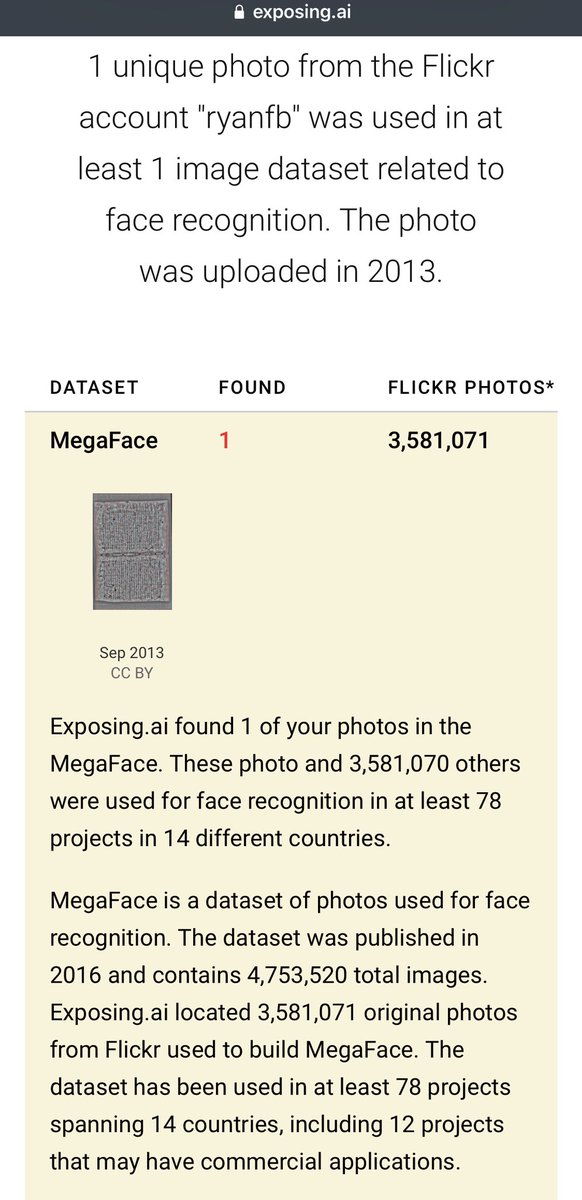 exposing.ai
1 unique photo from the Flickr
account "ryanfb" was used in at
least 1 image dataset related to
face recognition. The photo
was uploaded in 2013.
DATASET FOUND FLICKR PHOTOS*
MegaFace 1 3,581,071
Sep 2013
CC BY
Exposing.ai found 1 of your photos in the
MegaFace. These photo and 3,581,070 others
were used for face recognition in at least 78
projects in 14 different countries.
MegaFace is a dataset of photos used for face
recognition. The dataset was published in
2016 and contains 4,753,520 total images.
Exposing.ai located 3,581,071 original photos
from Flickr used to build MegaFace. The
dataset has been used in at least 78 projects
spanning 14 countries, including 12 projects
that may have commercial applications.